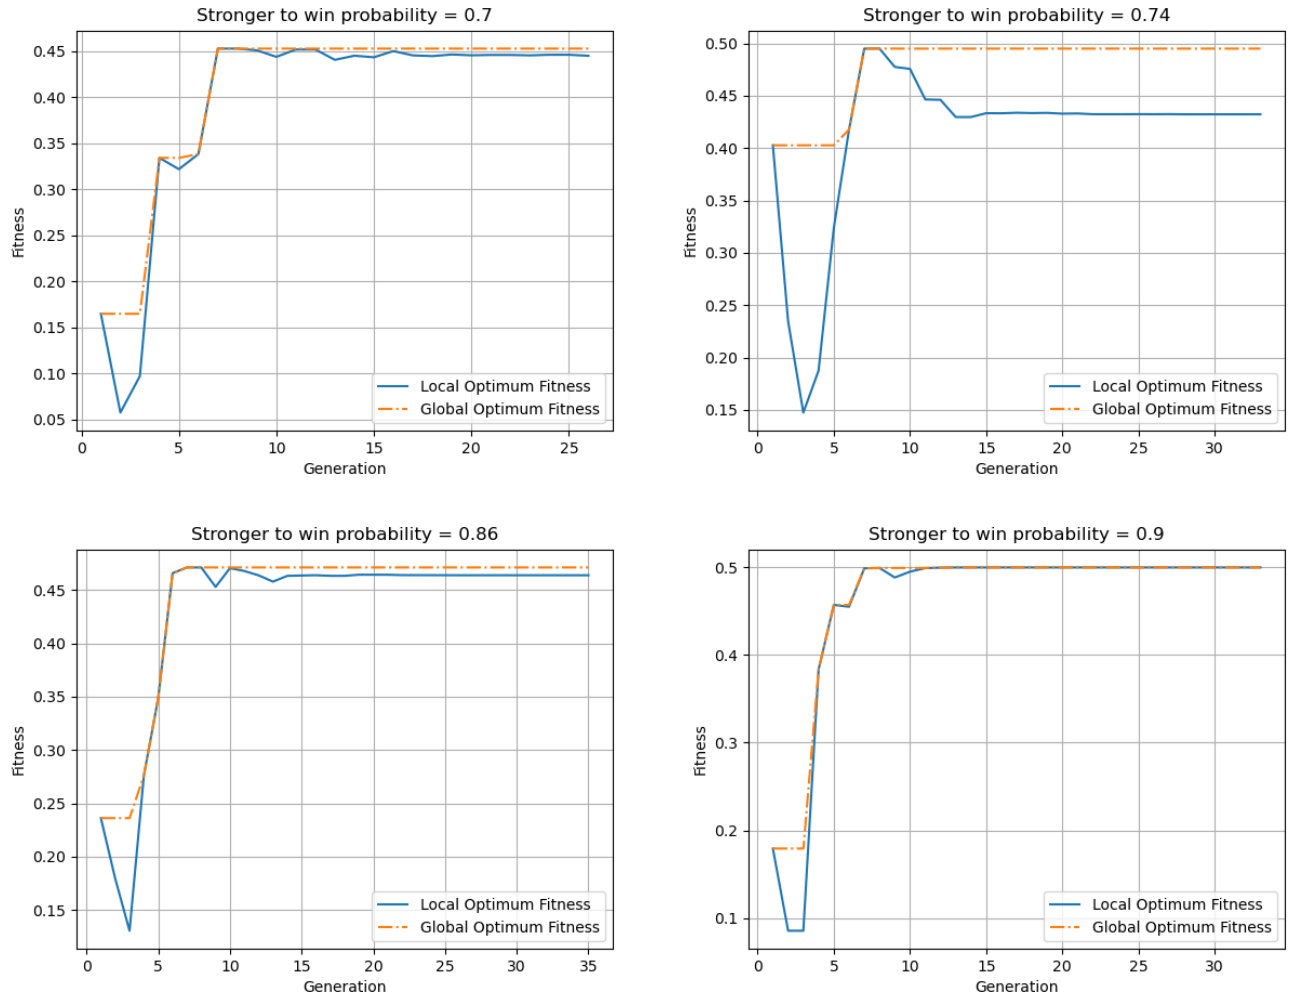 Stronger to win probability = 0.7
0.45
0.40
0.35
0.30
0.25
0.20
0.15
0.10
0.05
Fitness
0 5 10 15 20 25
Generation
Local Optimum Fitness
Global Optimum Fitness
Stronger to win probability = 0.74
0.50
0.45
0.40
0.35
0.30
0.25
0.20
0.15
Fitness
0 5 10 15 20 25 30
Generation
Local Optimum Fitness
Global Optimum Fitness
Stronger to win probability = 0.86
0.45
0.40
0.35
0.30
0.25
0.20
0.15
Fitness
0 5 10 15 20 25 30 35
Generation
Local Optimum Fitness
Global Optimum Fitness
Stronger to win probability = 0.9
0.5
0.4
0.3
0.2
0.1
Fitness
0 5 10 15 20 25 30
Generation
Local Optimum Fitness
Global Optimum Fitness